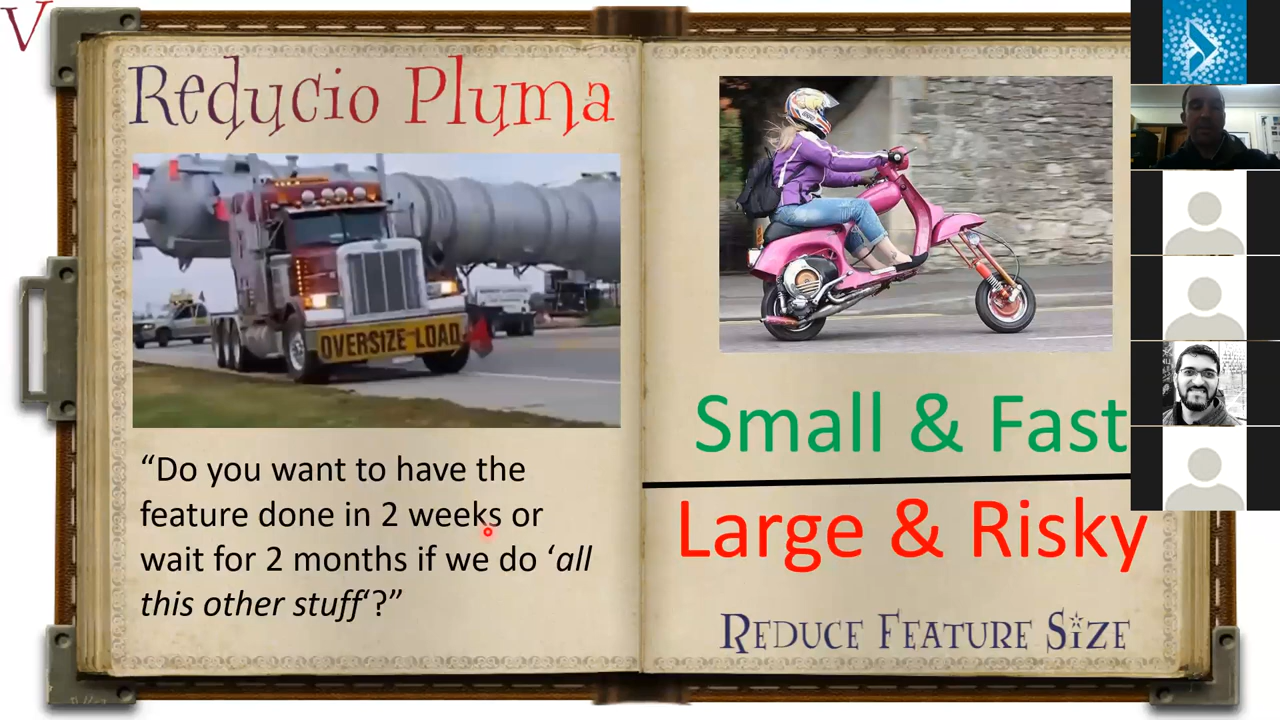 V
Reducio Pluma
OVERSIZE LOAD
“Do you want to have the
feature done in 2 weeks or
wait for 2 months if we do ‘all
this other stuff‘?”
Small & Fast
Large & Risky
REDUCE FEATURE SIZE